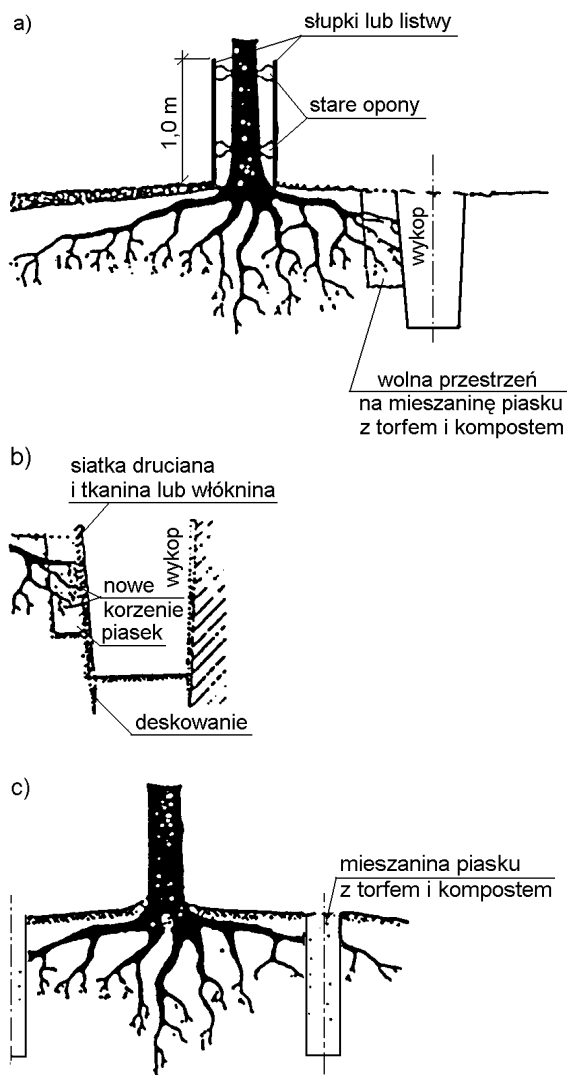 a)
słupki lub listwy
stare opony
1,0 m
wykop
wolna przestrzeń
na mieszaninę piasku
z torfem i kompostem
b)
siatka druciana
i tkanina lub włóknina
wykop
nowe
korzenie
piasek
deskowanie
c)
mieszanina piasku
z torfem i kompostem